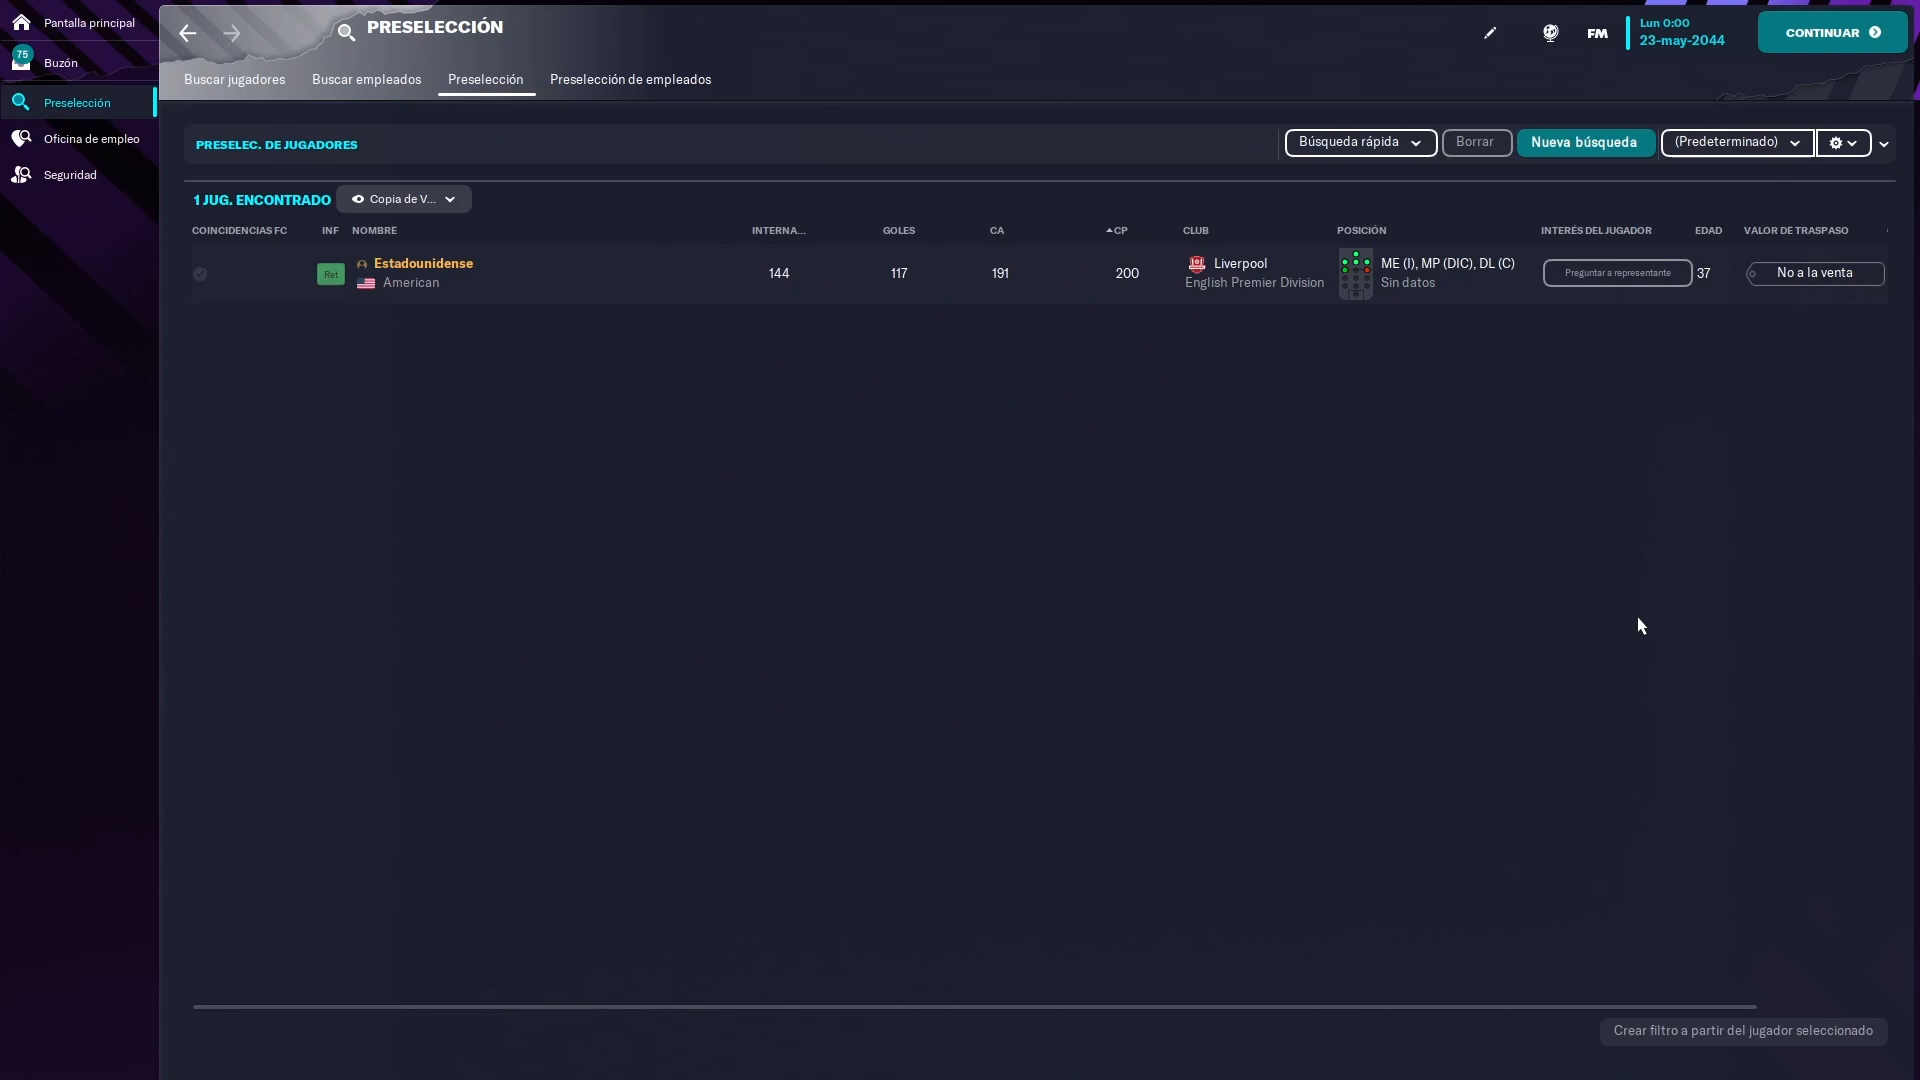 Pantalla principal
75
Buzón
Preselección
Oficina de empleo
Seguridad
PRESELECCIÓN
FM
Lun 0:00
23-may-2044
CONTINUAR
Buscar jugadores
Buscar empleados
Preselección
Preselección de empleados
PRESELEC. DE JUGADORES
Búsqueda rápida
Borrar
Nueva búsqueda
(Predeterminado)
1 JUG. ENCONTRADO
Copia de V...
COINCIDENCIAS FC INF NOMBRE INTERNA... GOLES CA CP CLUB POSICIÓN INTERÉS DEL JUGADOR EDAD VALOR DE TRASPASO
Ret
Estadounidense
American
144
117
191
200
Liverpool
English Premier Division
ME (I), MP (DIC), DL (C)
Sin datos
Preguntar a representante
37
No a la venta
Crear filtro a partir del jugador seleccionado